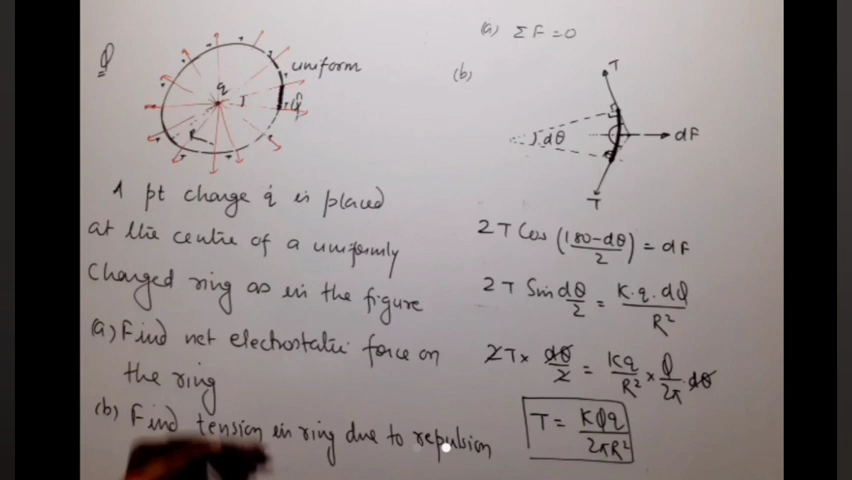 Q
uniform
q
dq
R
A pt charge q is placed
at the centre of a uniformly
charged ring as in the figure
(a) Find net electrostatic force on
the ring
(b) Find tension in ring due to repulsion
(a) ΣF = 0
(b)
T
dθ
dF
T
2T Cos (180-dθ)/2 = dF
2T Sin dθ/2 = K.q.dQ/R²
2T × dθ/2 = Kq/R² × Q/2π . dθ
T = KQq/2πR²